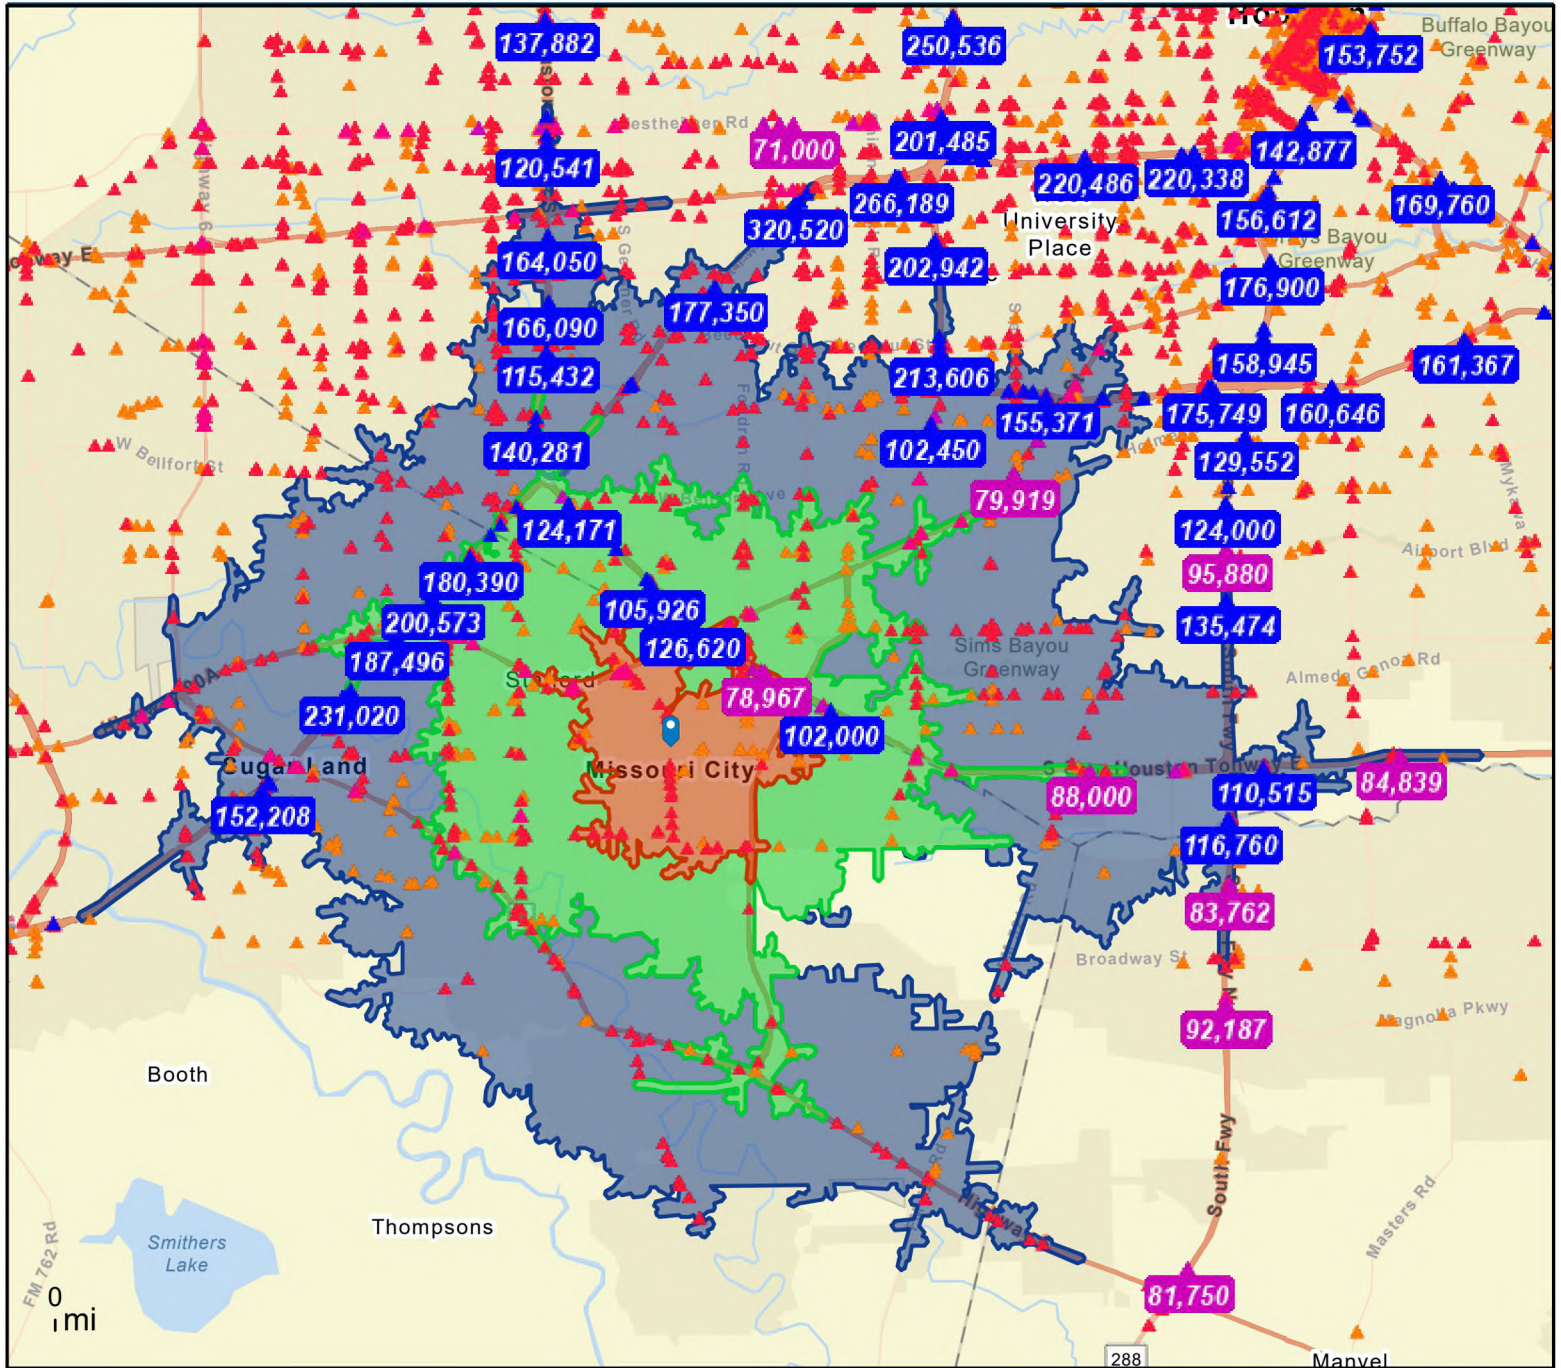 137,882
250,536
Buffalo Bayou
Greenway
153,752
estheimer Rd
71,000
201,485
142,877
120,541
220,486
220,338
266,189
169,760
320,520
University
Place
156,612
way E
164,050
202,942
Greenway
176,900
177,350
166,090
158,945
161,367
115,432
213,606
155,371
175,749
160,646
140,281
102,450
129,552
W Bellfort St
79,919
124,171
124,000
Airport Blvd
95,880
180,390
105,926
200,573
135,474
126,620
187,496
Sims Bayou
Greenway
Almeda Genoa Rd
78,967
231,020
102,000
Sugar Land
Missouri City
84,839
88,000
110,515
152,208
116,760
83,762
Broadway St
92,187
Magnolia Pkwy
Booth
South Fwy
Masters Rd
Thompsons
Smithers
Lake
FM 762 Rd
81,750
0
mi
288
Manvel